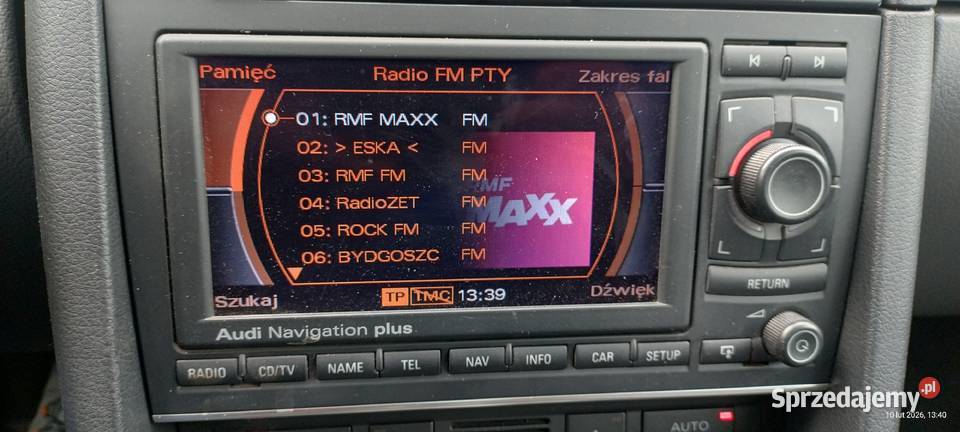 Pamięć Radio FM PTY Zakres fal
01: RMF MAXX FM
02: > ESKA < FM
03: RMF FM FM
04: RadioZET FM
05: ROCK FM FM
06: BYDGOSZC FM
RMF
MAXX
Szukaj TP TMC 13:39 Dźwięk
Audi Navigation plus
RETURN
RADIO CD/TV NAME TEL NAV INFO CAR SETUP
AUTO
Sprzedajemy.pl
10 lut 2026, 13:40